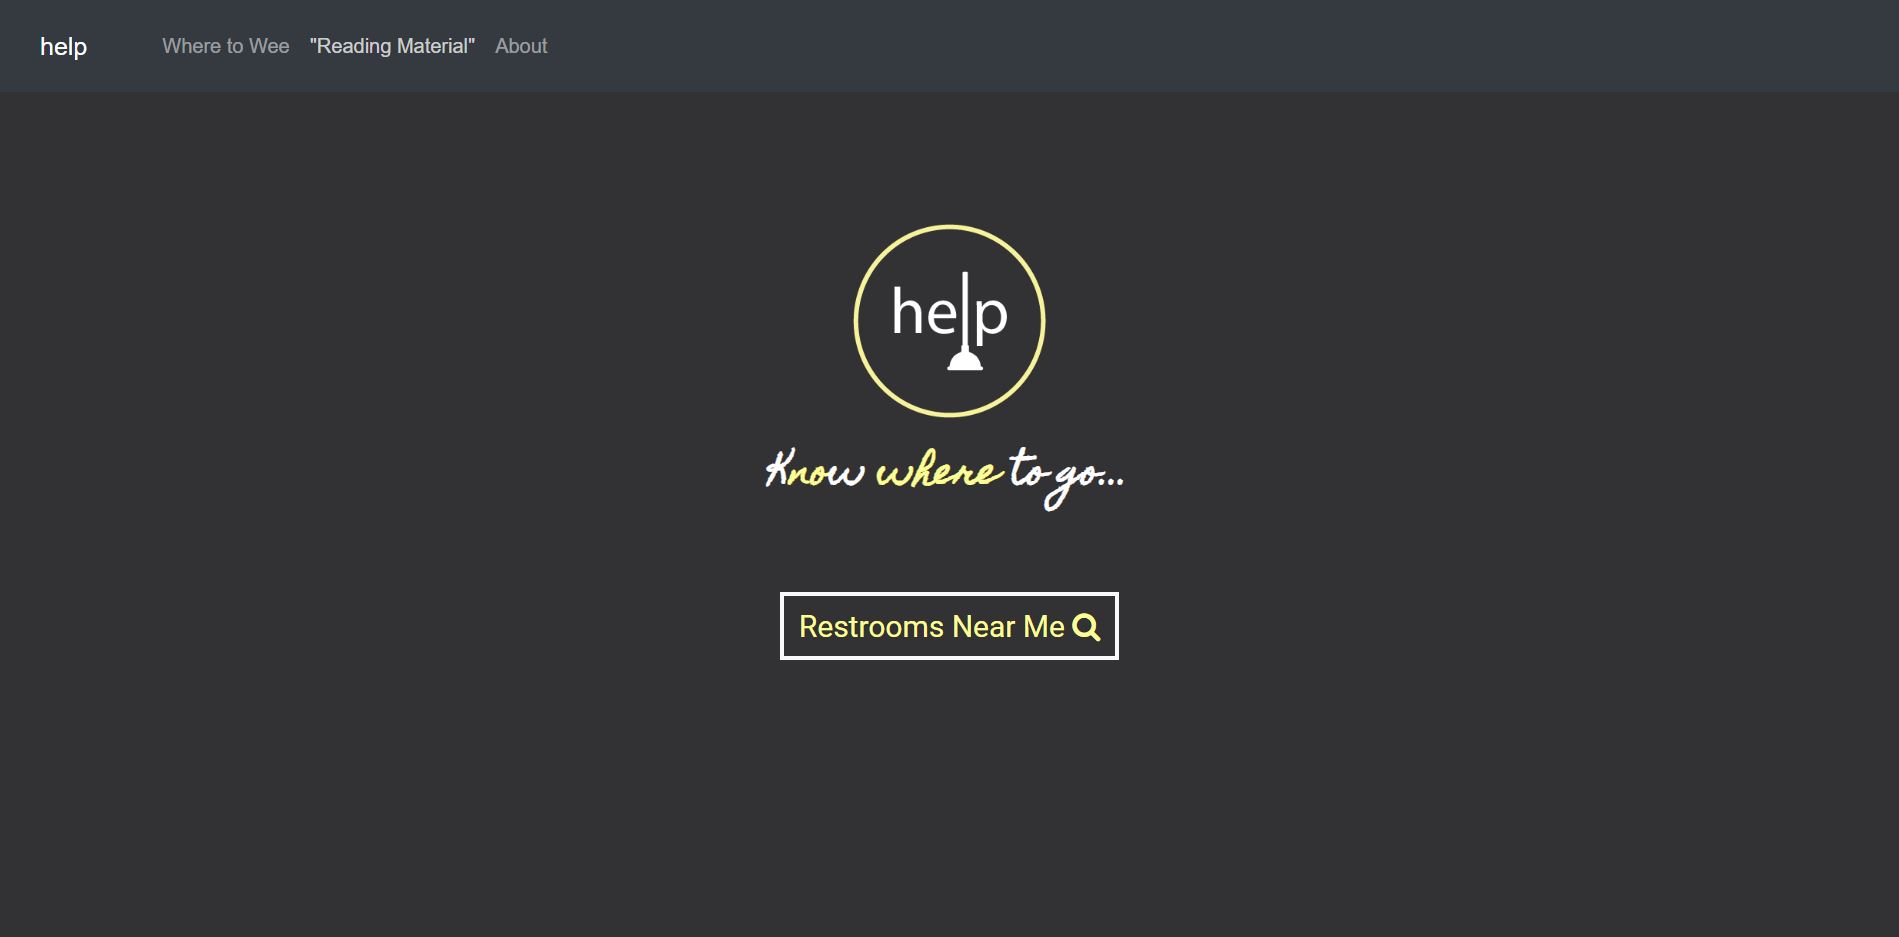 help Where to Wee "Reading Material" About
help
Know where to go...
Restrooms Near Me